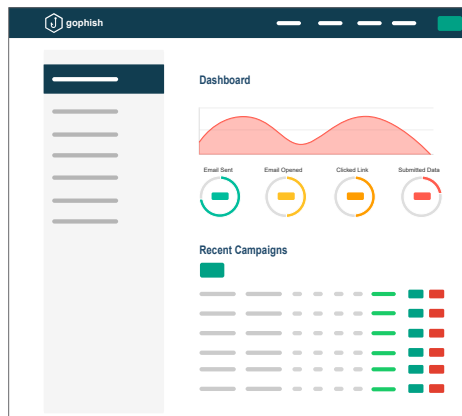 gophish
Dashboard
Email Sent
Email Opened
Clicked Link
Submitted Data
Recent Campaigns